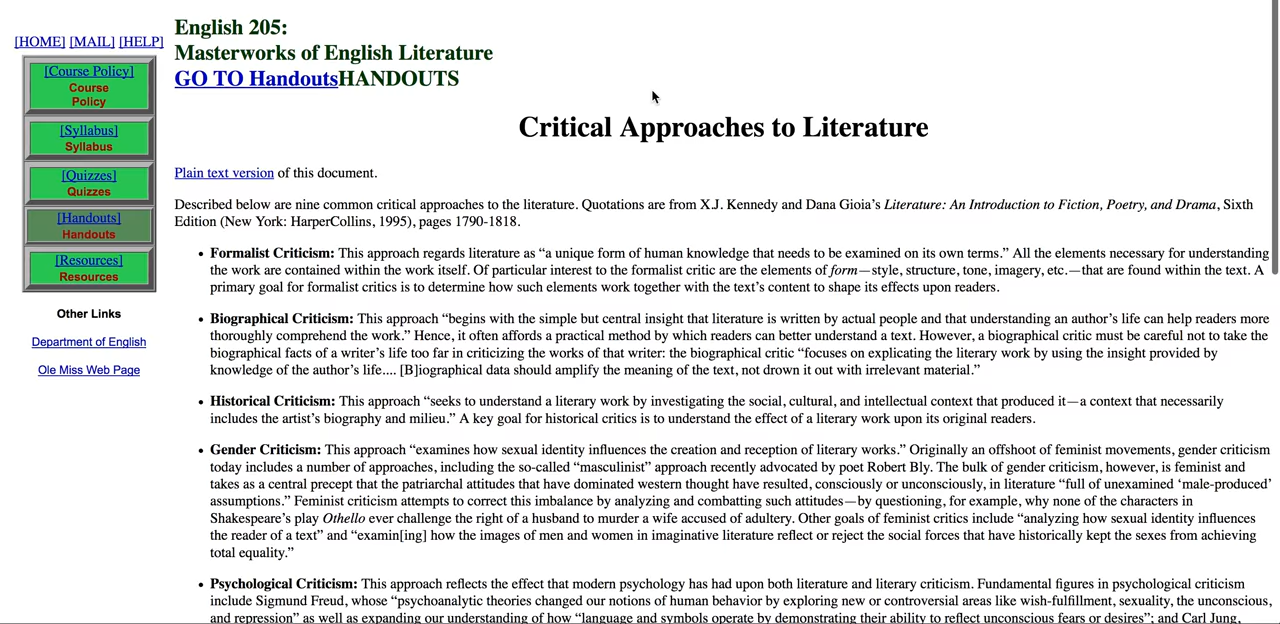 [HOME] [MAIL] [HELP]
[Course Policy]
Course
Policy
[Syllabus]
Syllabus
[Quizzes]
Quizzes
[Handouts]
Handouts
[Resources]
Resources
Other Links
Department of English
Ole Miss Web Page
English 205:
Masterworks of English Literature
GO TO HandoutsHANDOUTS
Critical Approaches to Literature
Plain text version of this document.
Described below are nine common critical approaches to the literature. Quotations are from X.J. Kennedy and Dana Gioia’s Literature: An Introduction to Fiction, Poetry, and Drama, Sixth
Edition (New York: HarperCollins, 1995), pages 1790-1818.
• Formalist Criticism: This approach regards literature as “a unique form of human knowledge that needs to be examined on its own terms.” All the elements necessary for understanding
the work are contained within the work itself. Of particular interest to the formalist critic are the elements of form—style, structure, tone, imagery, etc.—that are found within the text. A
primary goal for formalist critics is to determine how such elements work together with the text’s content to shape its effects upon readers.
• Biographical Criticism: This approach “begins with the simple but central insight that literature is written by actual people and that understanding an author’s life can help readers more
thoroughly comprehend the work.” Hence, it often affords a practical method by which readers can better understand a text. However, a biographical critic must be careful not to take the
biographical facts of a writer’s life too far in criticizing the works of that writer: the biographical critic “focuses on explicating the literary work by using the insight provided by
knowledge of the author’s life.... [B]iographical data should amplify the meaning of the text, not drown it out with irrelevant material.”
• Historical Criticism: This approach “seeks to understand a literary work by investigating the social, cultural, and intellectual context that produced it—a context that necessarily
includes the artist’s biography and milieu.” A key goal for historical critics is to understand the effect of a literary work upon its original readers.
• Gender Criticism: This approach “examines how sexual identity influences the creation and reception of literary works.” Originally an offshoot of feminist movements, gender criticism
today includes a number of approaches, including the so-called “masculinist” approach recently advocated by poet Robert Bly. The bulk of gender criticism, however, is feminist and
takes as a central precept that the patriarchal attitudes that have dominated western thought have resulted, consciously or unconsciously, in literature “full of unexamined ‘male-produced’
assumptions.” Feminist criticism attempts to correct this imbalance by analyzing and combatting such attitudes—by questioning, for example, why none of the characters in
Shakespeare’s play Othello ever challenge the right of a husband to murder a wife accused of adultery. Other goals of feminist critics include “analyzing how sexual identity influences
the reader of a text” and “examin[ing] how the images of men and women in imaginative literature reflect or reject the social forces that have historically kept the sexes from achieving
total equality.”
• Psychological Criticism: This approach reflects the effect that modern psychology has had upon both literature and literary criticism. Fundamental figures in psychological criticism
include Sigmund Freud, whose “psychoanalytic theories changed our notions of human behavior by exploring new or controversial areas like wish-fulfillment, sexuality, the unconscious,
and repression” as well as expanding our understanding of how “language and symbols operate by demonstrating their ability to reflect unconscious fears or desires”; and Carl Jung,